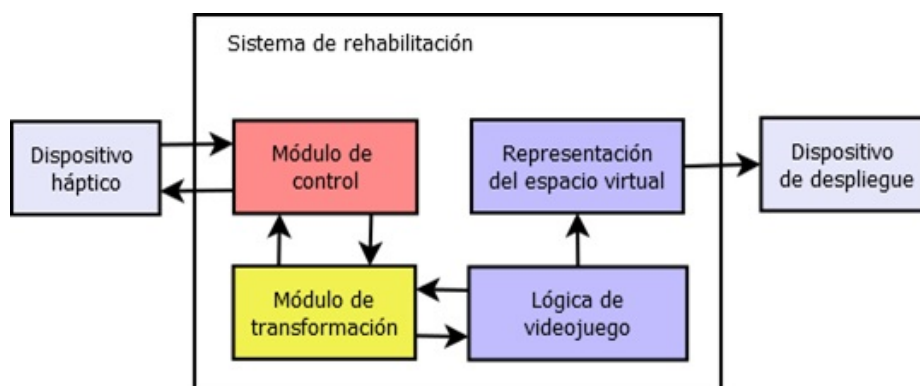 Sistema de rehabilitación
Dispositivo
háptico
Módulo de
control
Representación
del espacio virtual
Dispositivo
de despliegue
Módulo de
transformación
Lógica de
videojuego